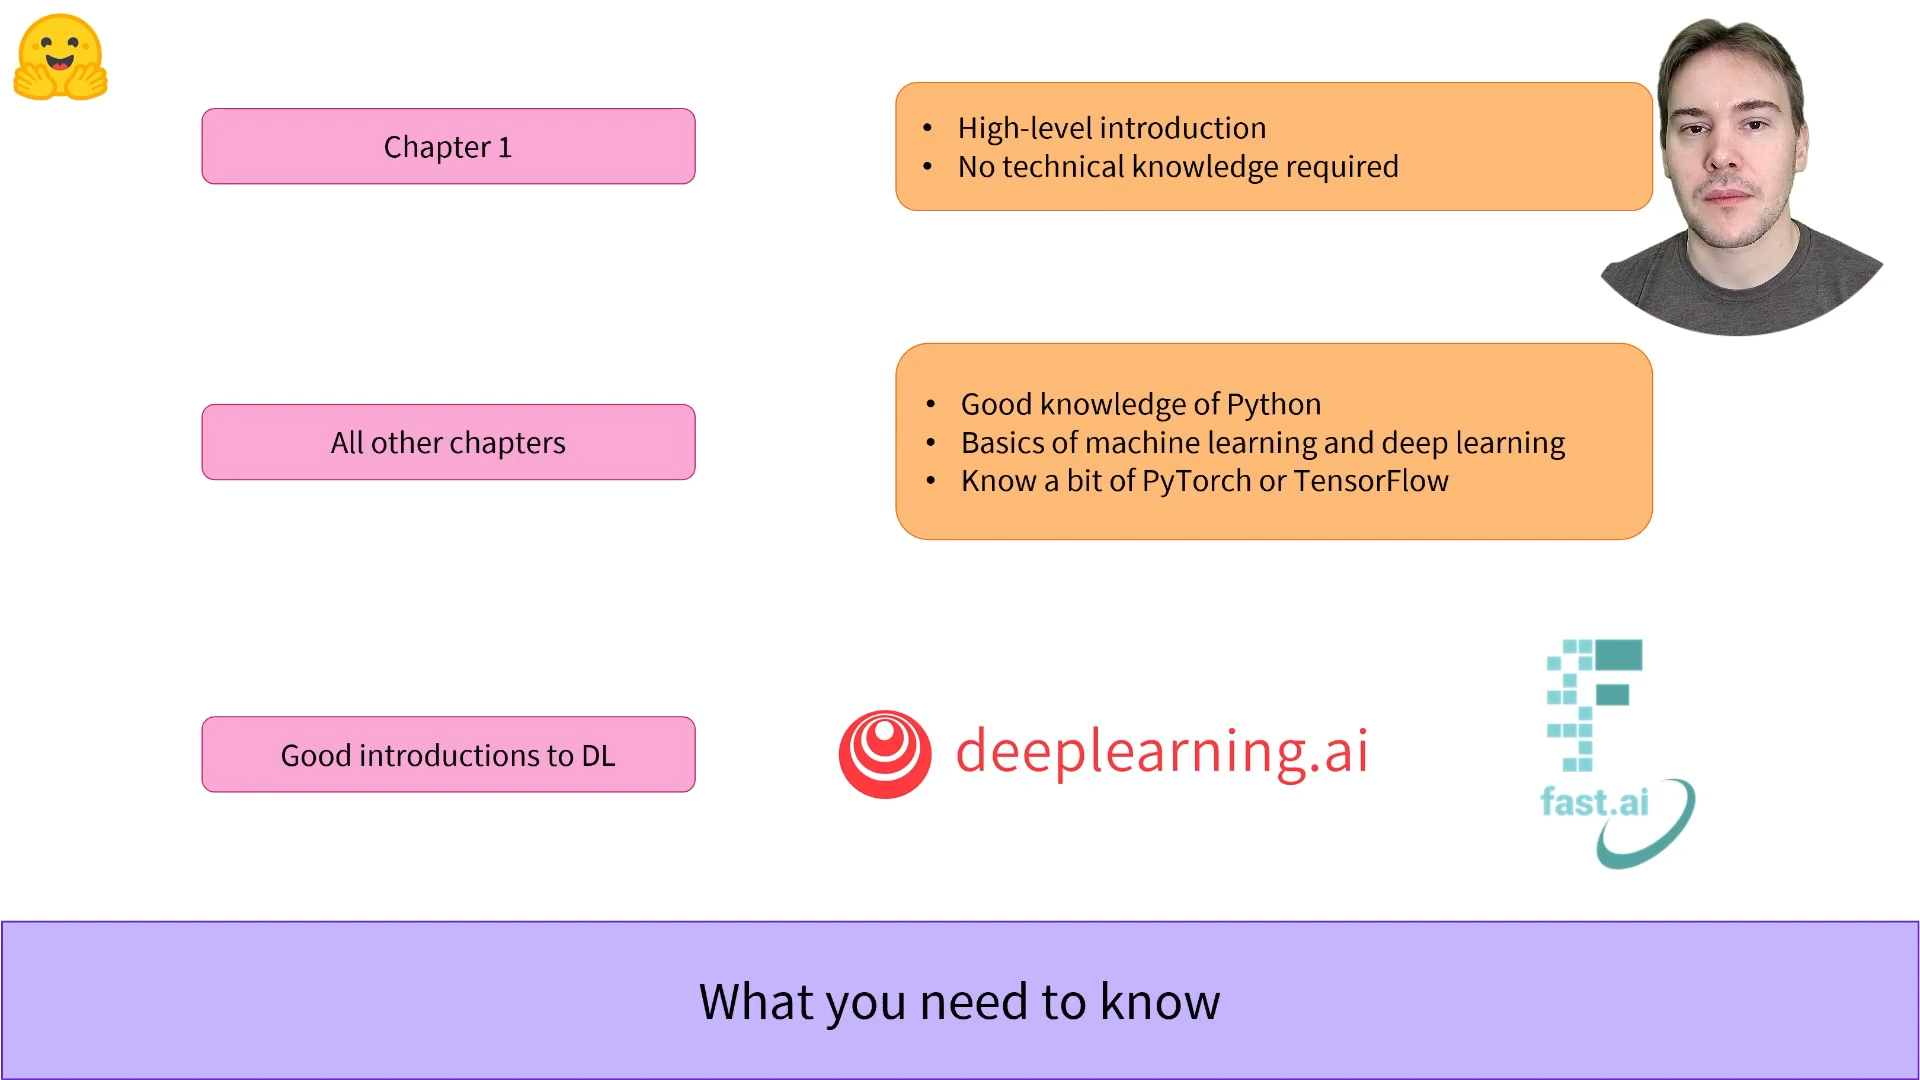 Chapter 1
• High-level introduction
• No technical knowledge required
All other chapters
• Good knowledge of Python
• Basics of machine learning and deep learning
• Know a bit of PyTorch or TensorFlow
Good introductions to DL
deeplearning.ai
fast.ai
What you need to know